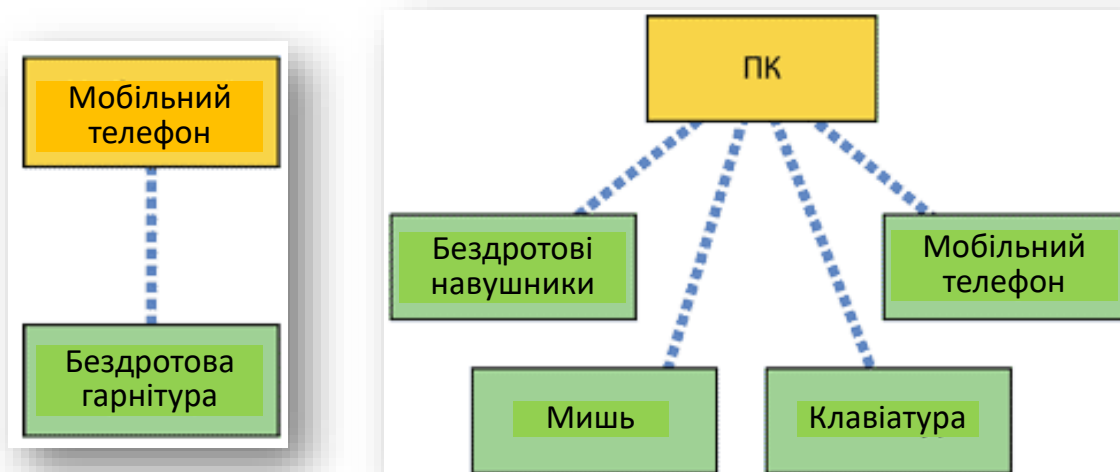 Мобільний
телефон
Бездротова
гарнітура
ПК
Бездротові
навушники
Мобільний
телефон
Мишь
Клавіатура